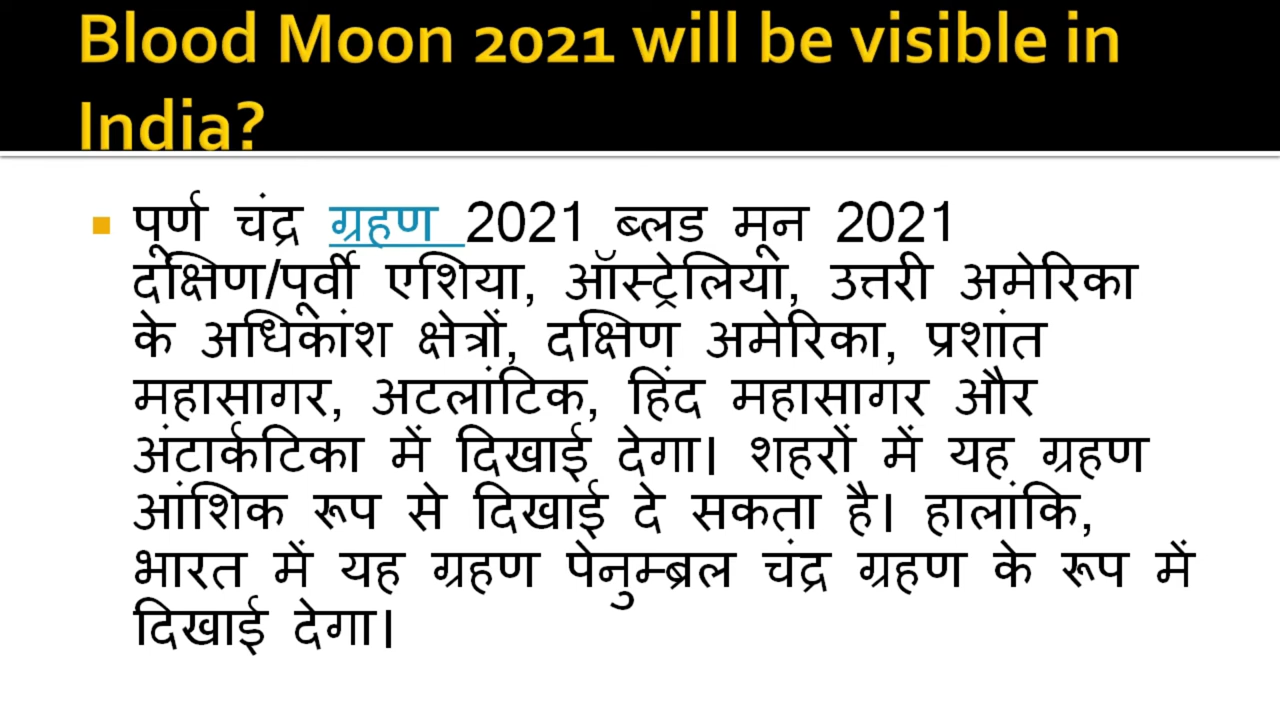 Blood Moon 2021 will be visible in
India?
पूर्ण चंद्र ग्रहण 2021 ब्लड मून 2021
दक्षिण/पूर्वी एशिया, ऑस्ट्रेलिया, उत्तरी अमेरिका
के अधिकांश क्षेत्रों, दक्षिण अमेरिका, प्रशांत
महासागर, अटलांटिक, हिंद महासागर और
अंटार्कटिका में दिखाई देगा। शहरों में यह ग्रहण
आंशिक रूप से दिखाई दे सकता है। हालांकि,
भारत में यह ग्रहण पेनुम्ब्रल चंद्र ग्रहण के रूप में
दिखाई देगा।